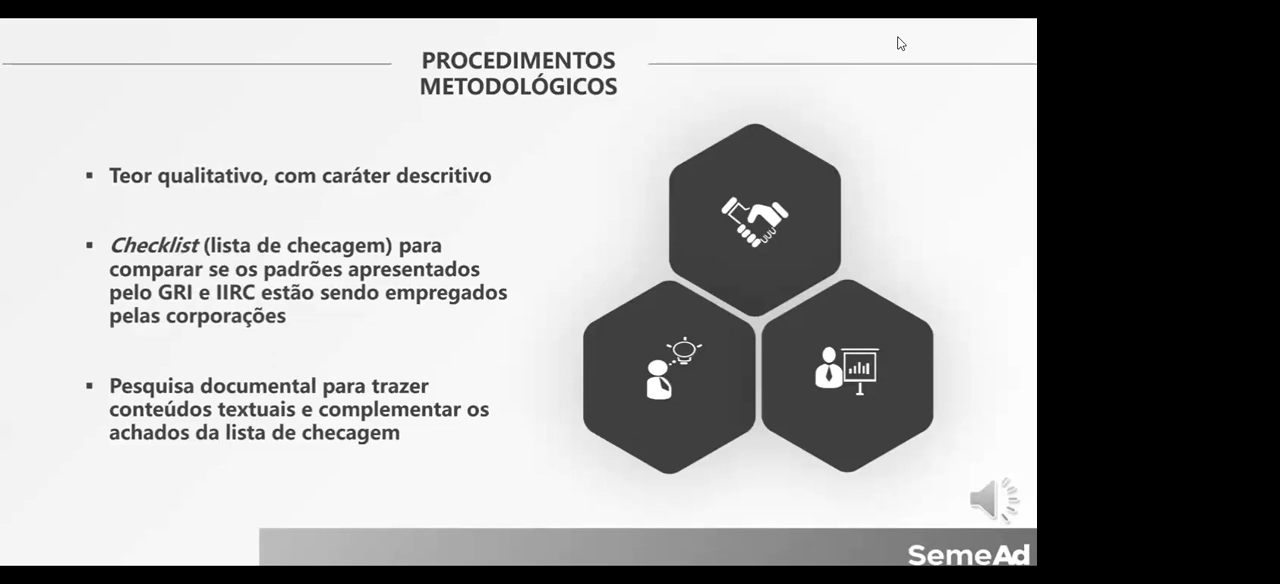 PROCEDIMENTOS
METODOLÓGICOS
▪ Teor qualitativo, com caráter descritivo
▪ Checklist (lista de checagem) para
comparar se os padrões apresentados
pelo GRI e IIRC estão sendo empregados
pelas corporações
▪ Pesquisa documental para trazer
conteúdos textuais e complementar os
achados da lista de checagem
SemeAd